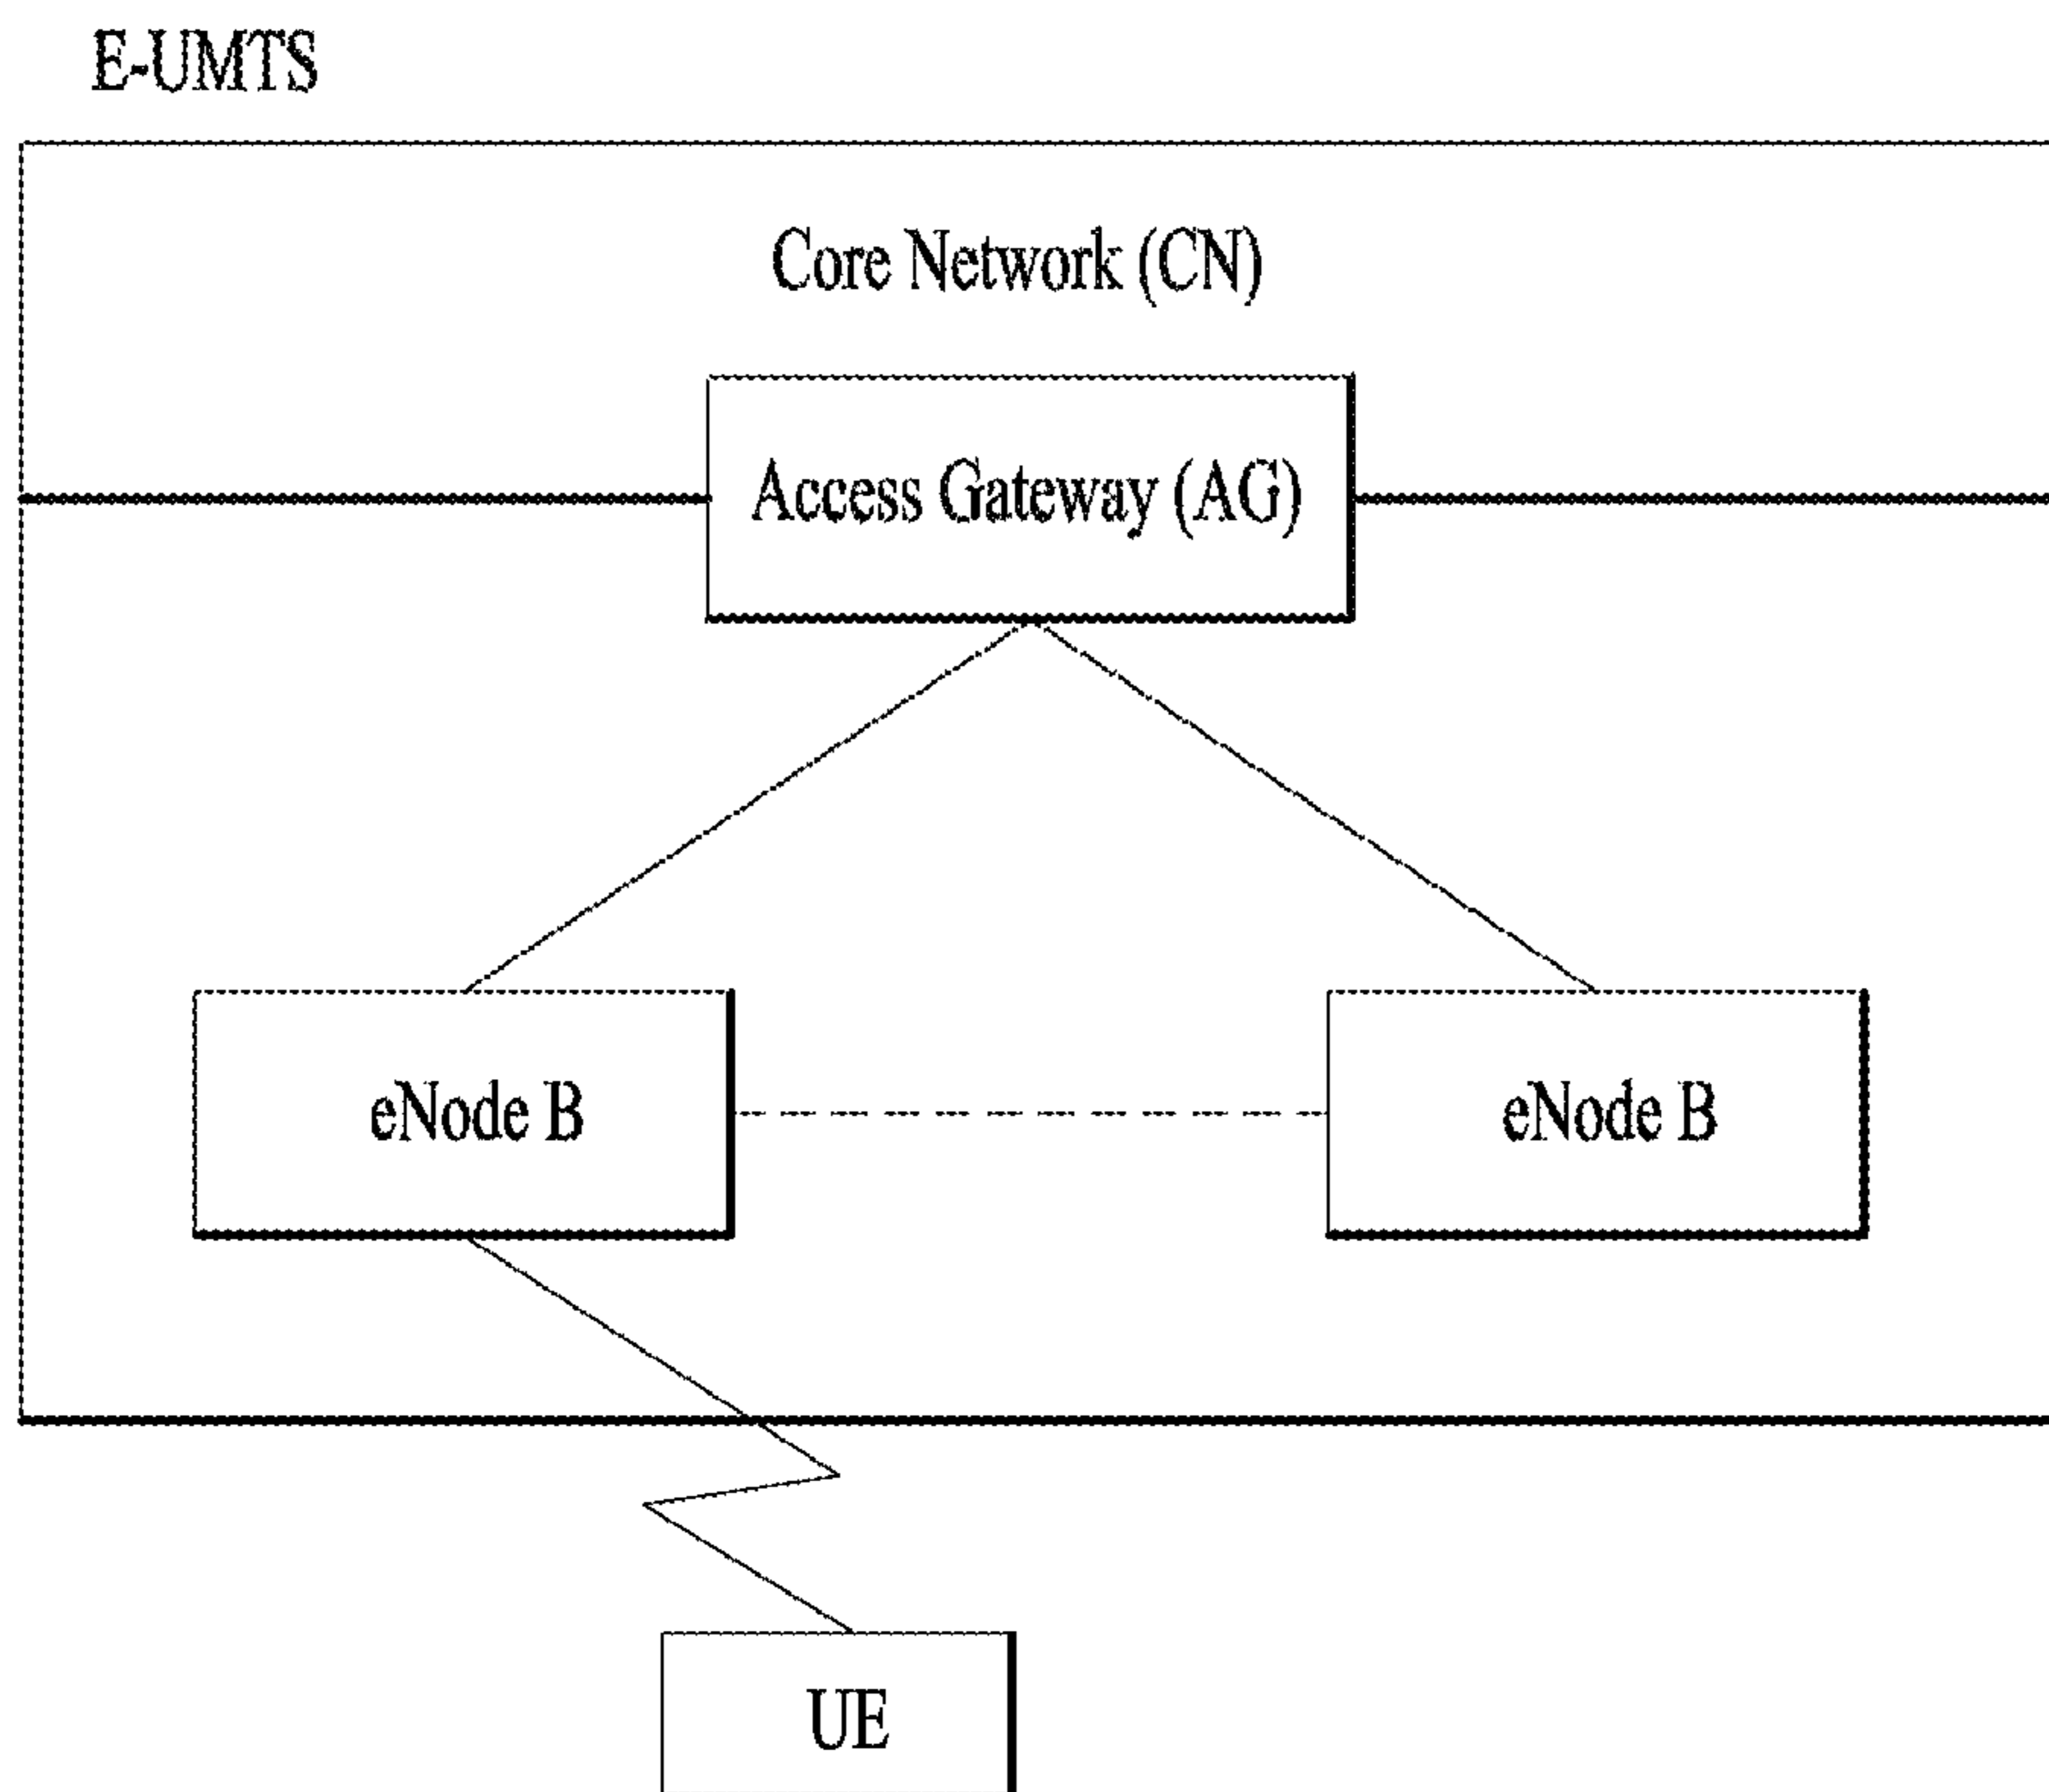 E-UMTS
Core Network (CN)
Access Gateway (AG)
eNode B
eNode B
UE